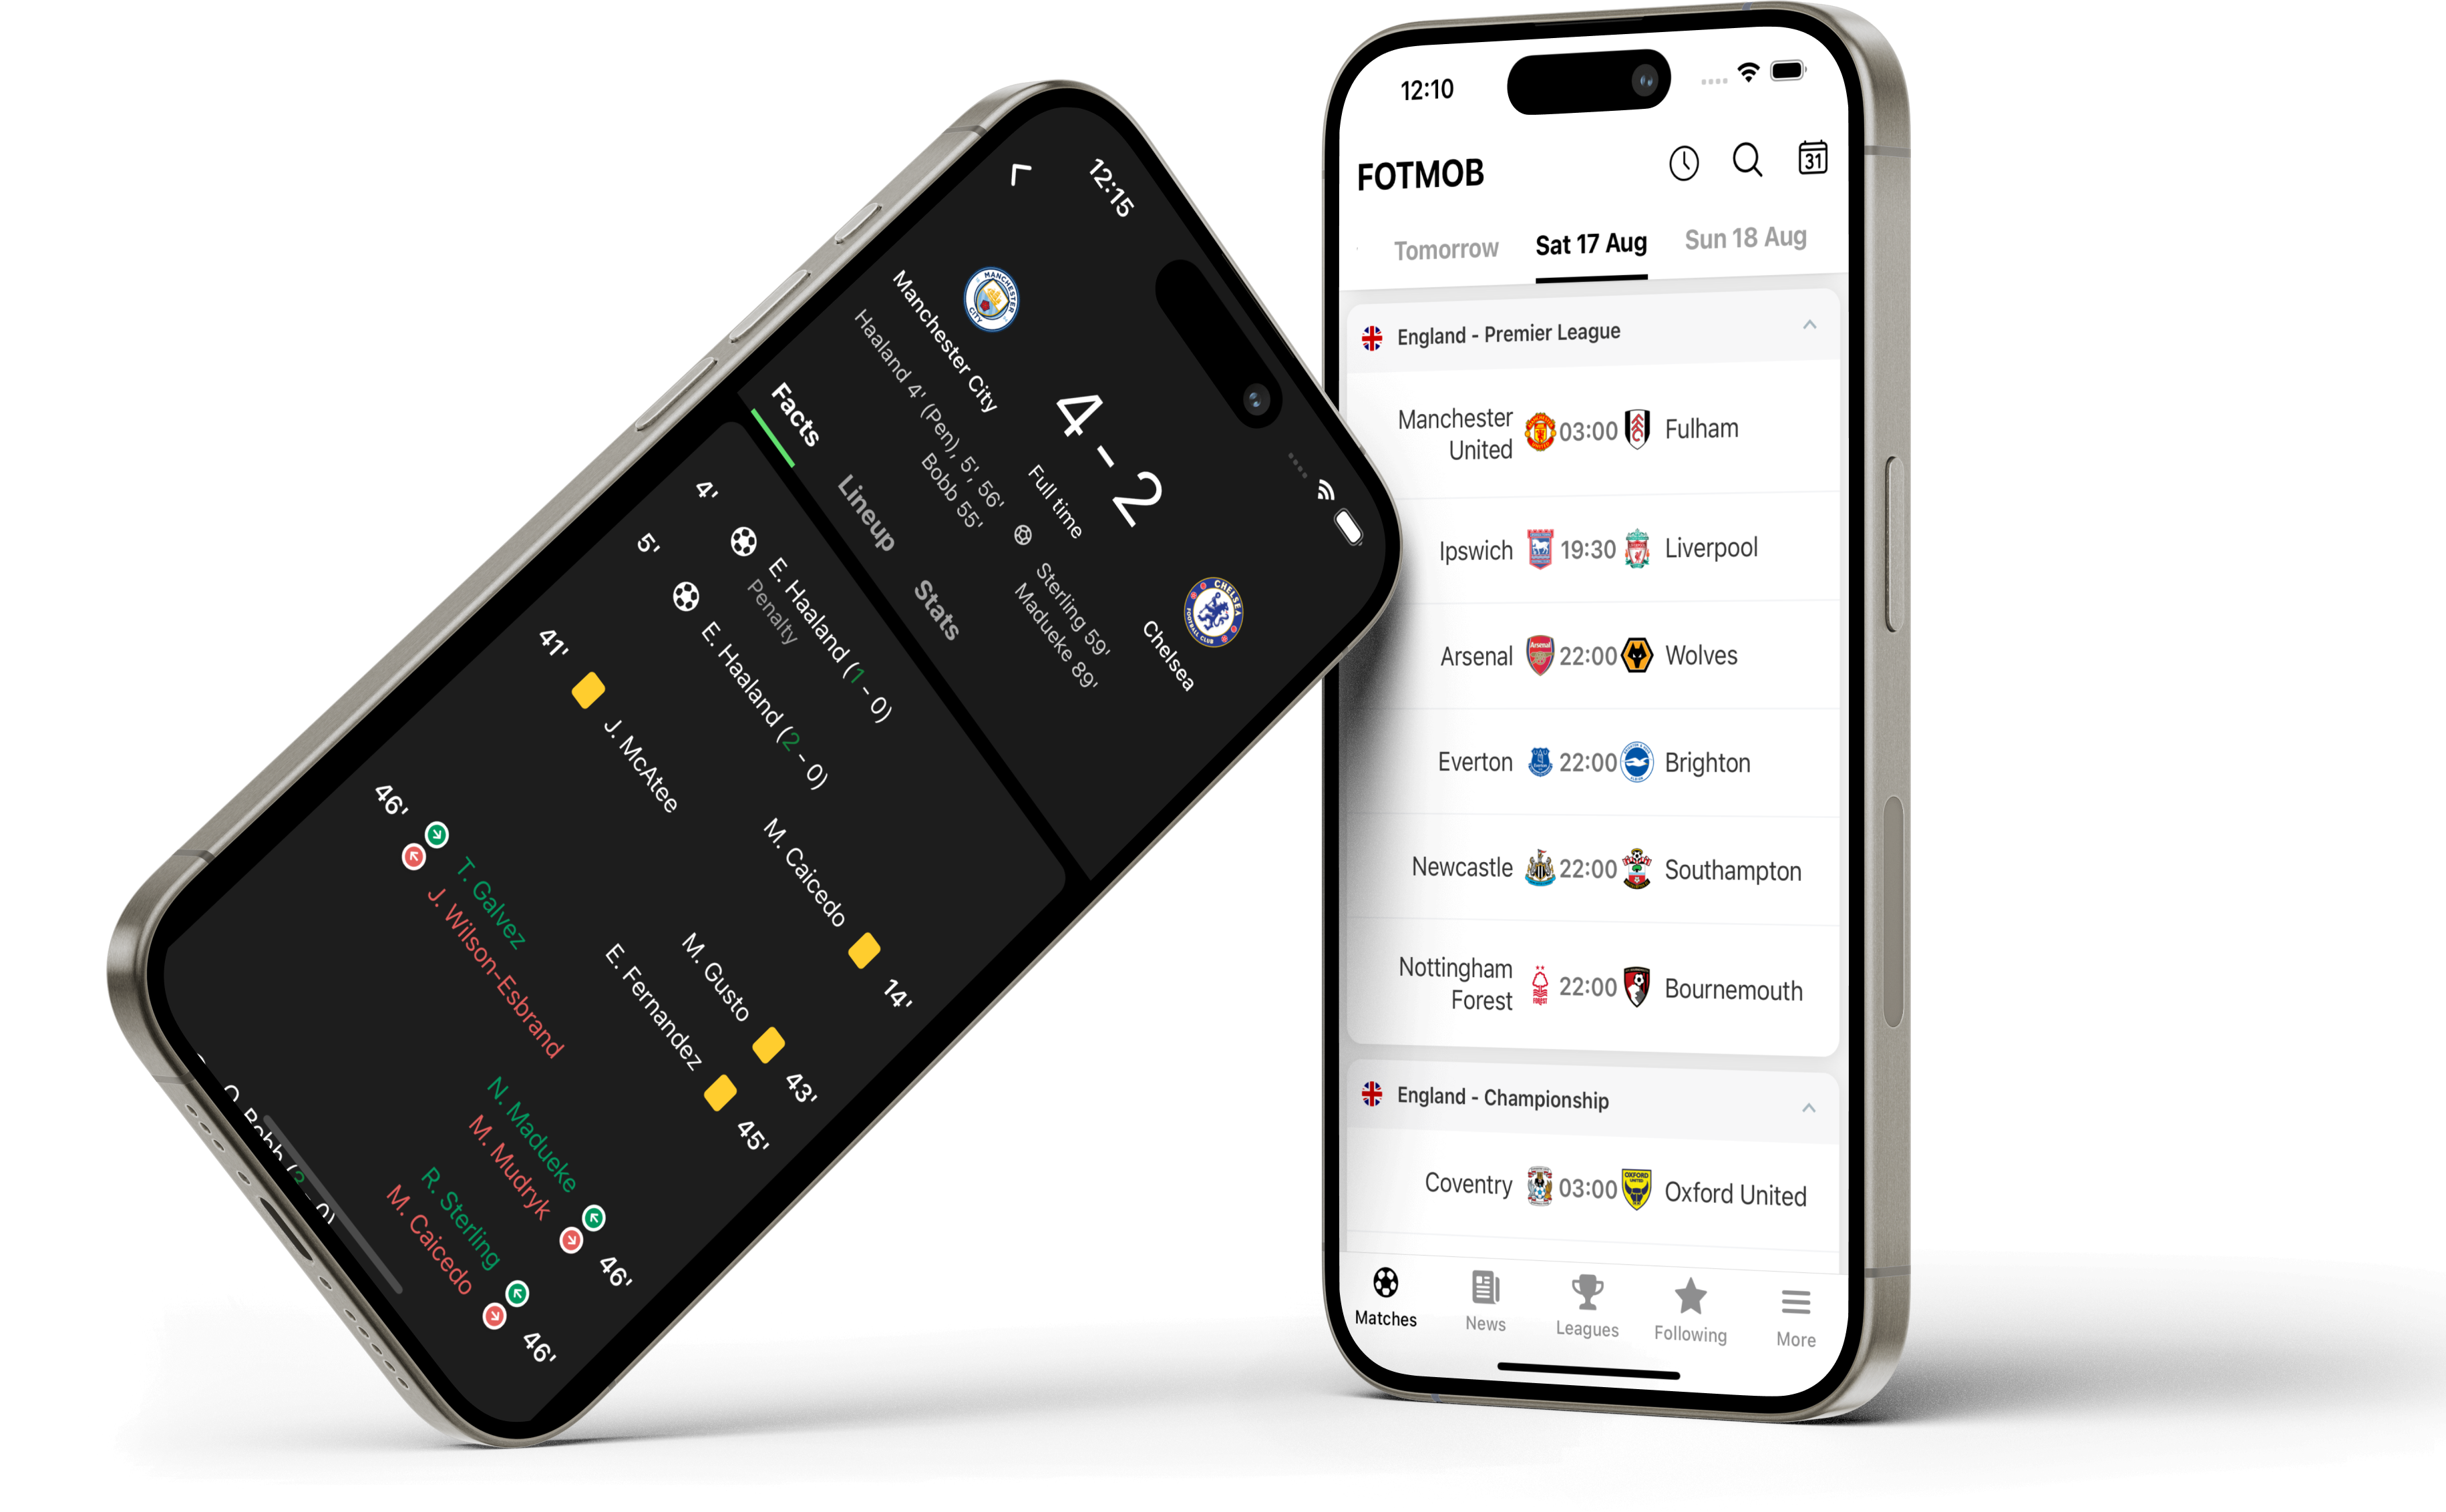 12:15
4 - 2
Full time
Manchester City
Chelsea
Haaland 4' (Pen), 5', 56'
Bobb 55'
Sterling 59'
Madueke 89'
Facts
Lineup
Stats
4'
E. Haaland (1 - 0)
Penalty
5'
E. Haaland (2 - 0)
M. Caicedo
14'
41'
J. McAtee
M. Gusto
43'
E. Fernandez
45'
46'
T. Galvez
J. Wilson-Esbrand
N. Madueke
M. Mudryk
46'
R. Sterling
M. Caicedo
46'
O. Bobb (3 - 0)
12:10
FOTMOB
31
Tomorrow
Sat 17 Aug
Sun 18 Aug
England - Premier League
Manchester
United
03:00
Fulham
Ipswich 19:30 Liverpool
Arsenal 22:00 Wolves
Everton 22:00 Brighton
Newcastle 22:00 Southampton
Nottingham
Forest
22:00
Bournemouth
England - Championship
Coventry 03:00 Oxford United
Matches
News
Leagues
Following
More